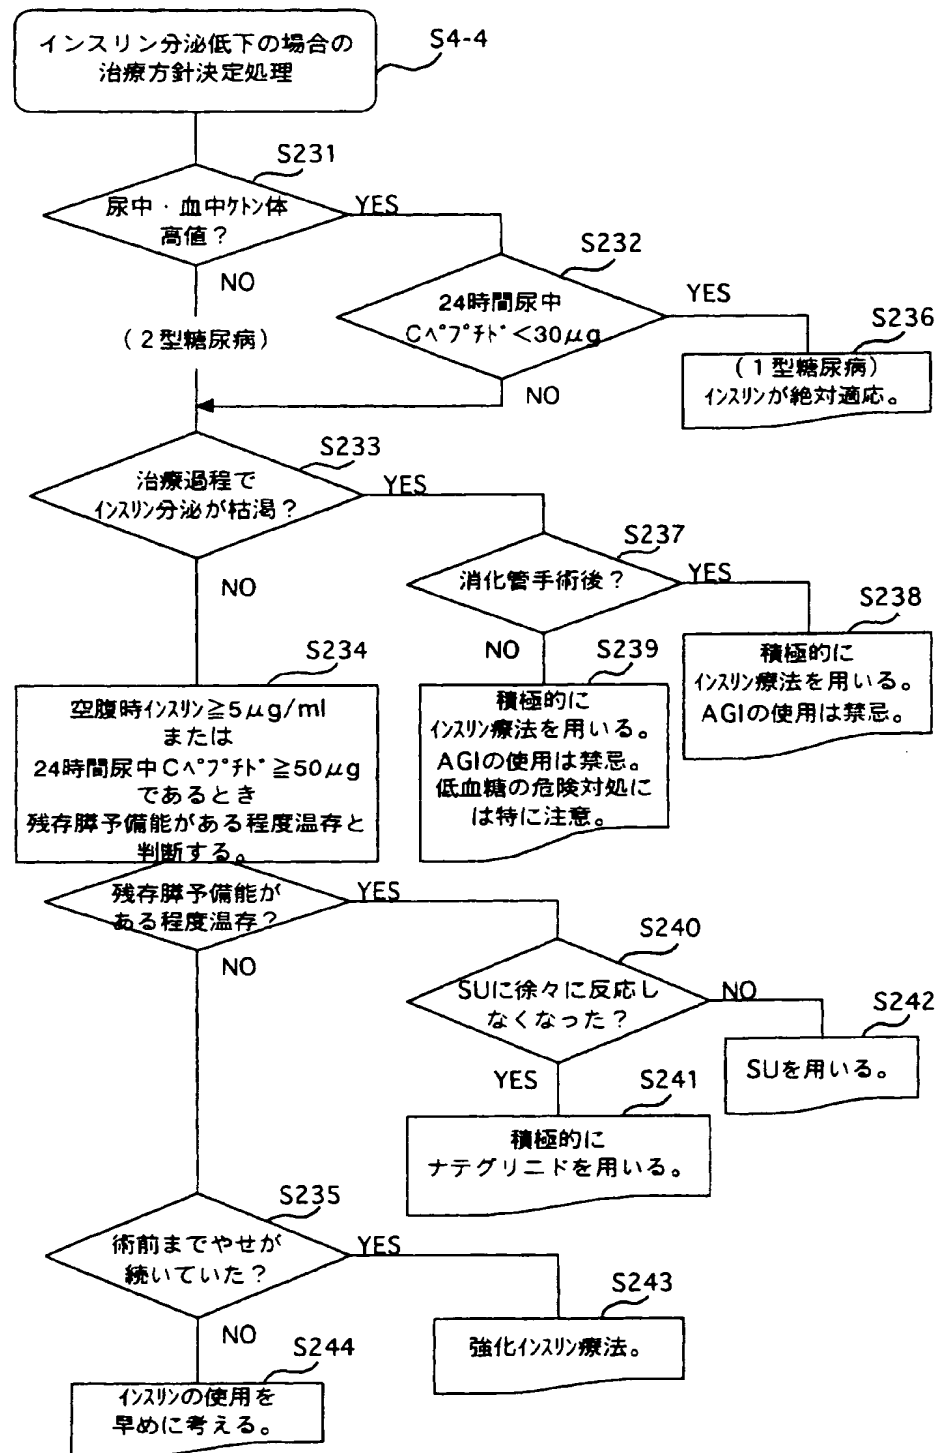 インスリン分泌低下の場合の
治療方針決定処理
S4-4
S231
尿中・血中ｹﾄﾝ体
高値？
YES
NO
S232
24時間尿中
Cﾍﾟﾌﾟﾁﾄﾞ<30μg
YES
NO
(2型糖尿病)
S236
(1型糖尿病)
ｲﾝｽﾘﾝが絶対適応。
S233
治療過程で
ｲﾝｽﾘﾝ分泌が枯渇？
YES
NO
S237
消化管手術後？
YES
NO
S238
積極的に
ｲﾝｽﾘﾝ療法を用いる。
AGIの使用は禁忌。
S239
積極的に
ｲﾝｽﾘﾝ療法を用いる。
AGIの使用は禁忌。
低血糖の危険対処に
は特に注意。
S234
空腹時ｲﾝｽﾘﾝ≧5μg/ml
または
24時間尿中Cﾍﾟﾌﾟﾁﾄﾞ≧50μg
であるとき
残存膵予備能がある程度温存と
判断する。
残存膵予備能が
ある程度温存？
YES
NO
S240
SUに徐々に反応し
なくなった？
NO
YES
S242
SUを用いる。
S241
積極的に
ナテグリニドを用いる。
S235
術前までやせが
続いていた？
YES
NO
S243
強化ｲﾝｽﾘﾝ療法。
S244
ｲﾝｽﾘﾝの使用を
早めに考える。